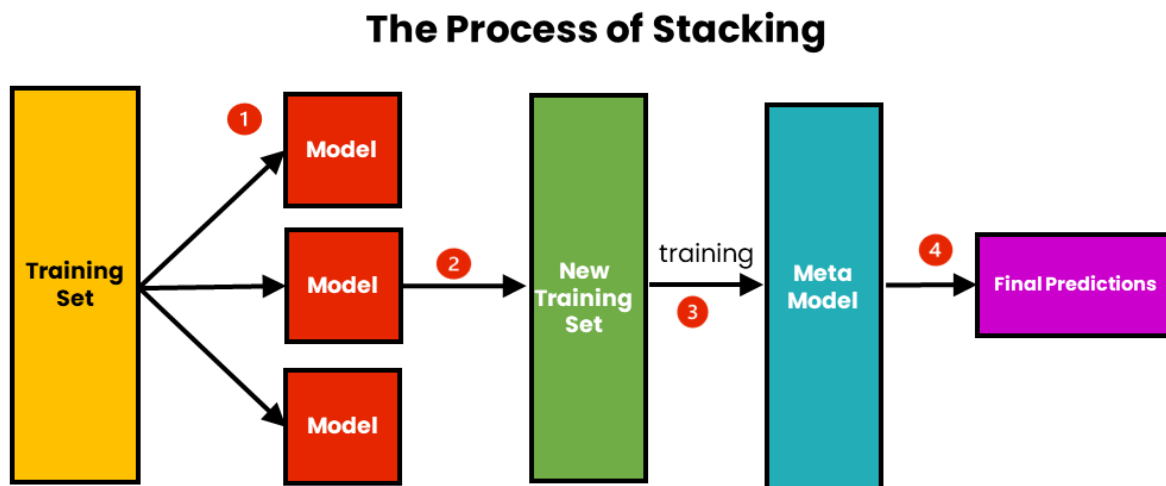 The Process of Stacking
1
Model
Training
Set
Model
2
New
Training
Set
training
3
Meta
Model
4
Final Predictions
Model